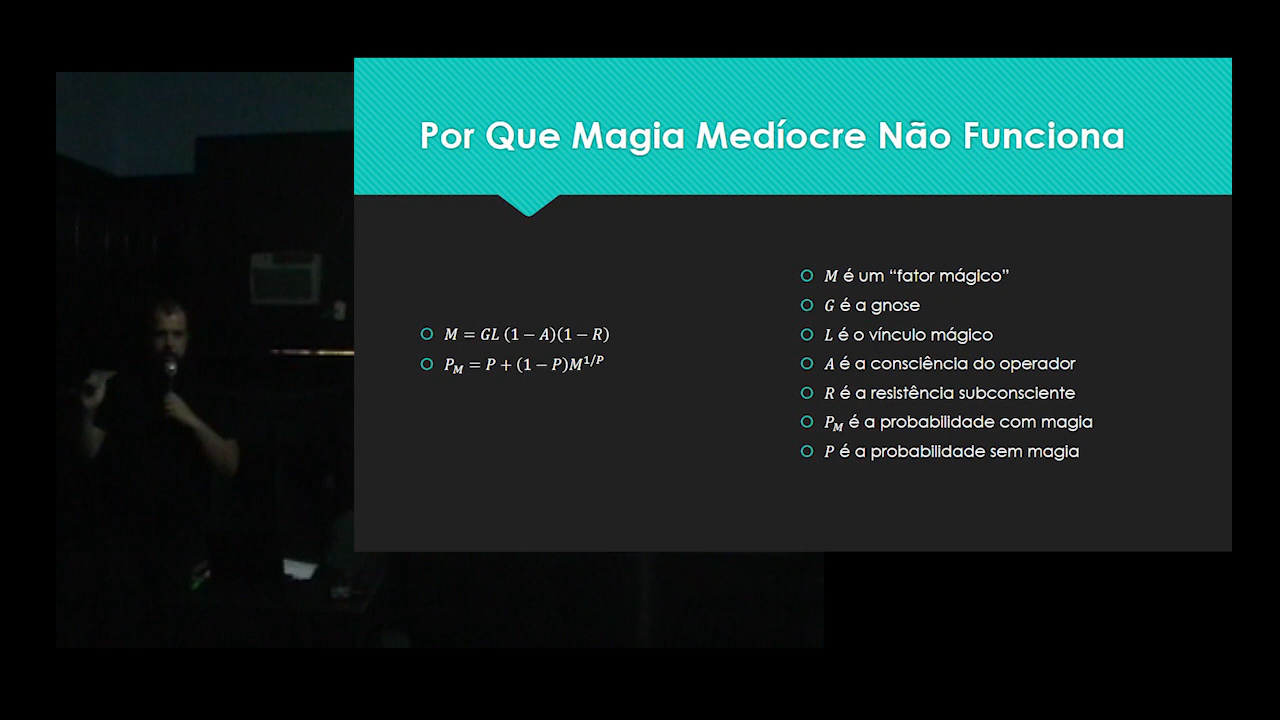 Por Que Magia Medíocre Não Funciona
M = GL (1 − A)(1 − R)
P_M = P + (1 − P)M^{1/P}
M é um “fator mágico”
G é a gnose
L é o vínculo mágico
A é a consciência do operador
R é a resistência subconsciente
P_M é a probabilidade com magia
P é a probabilidade sem magia